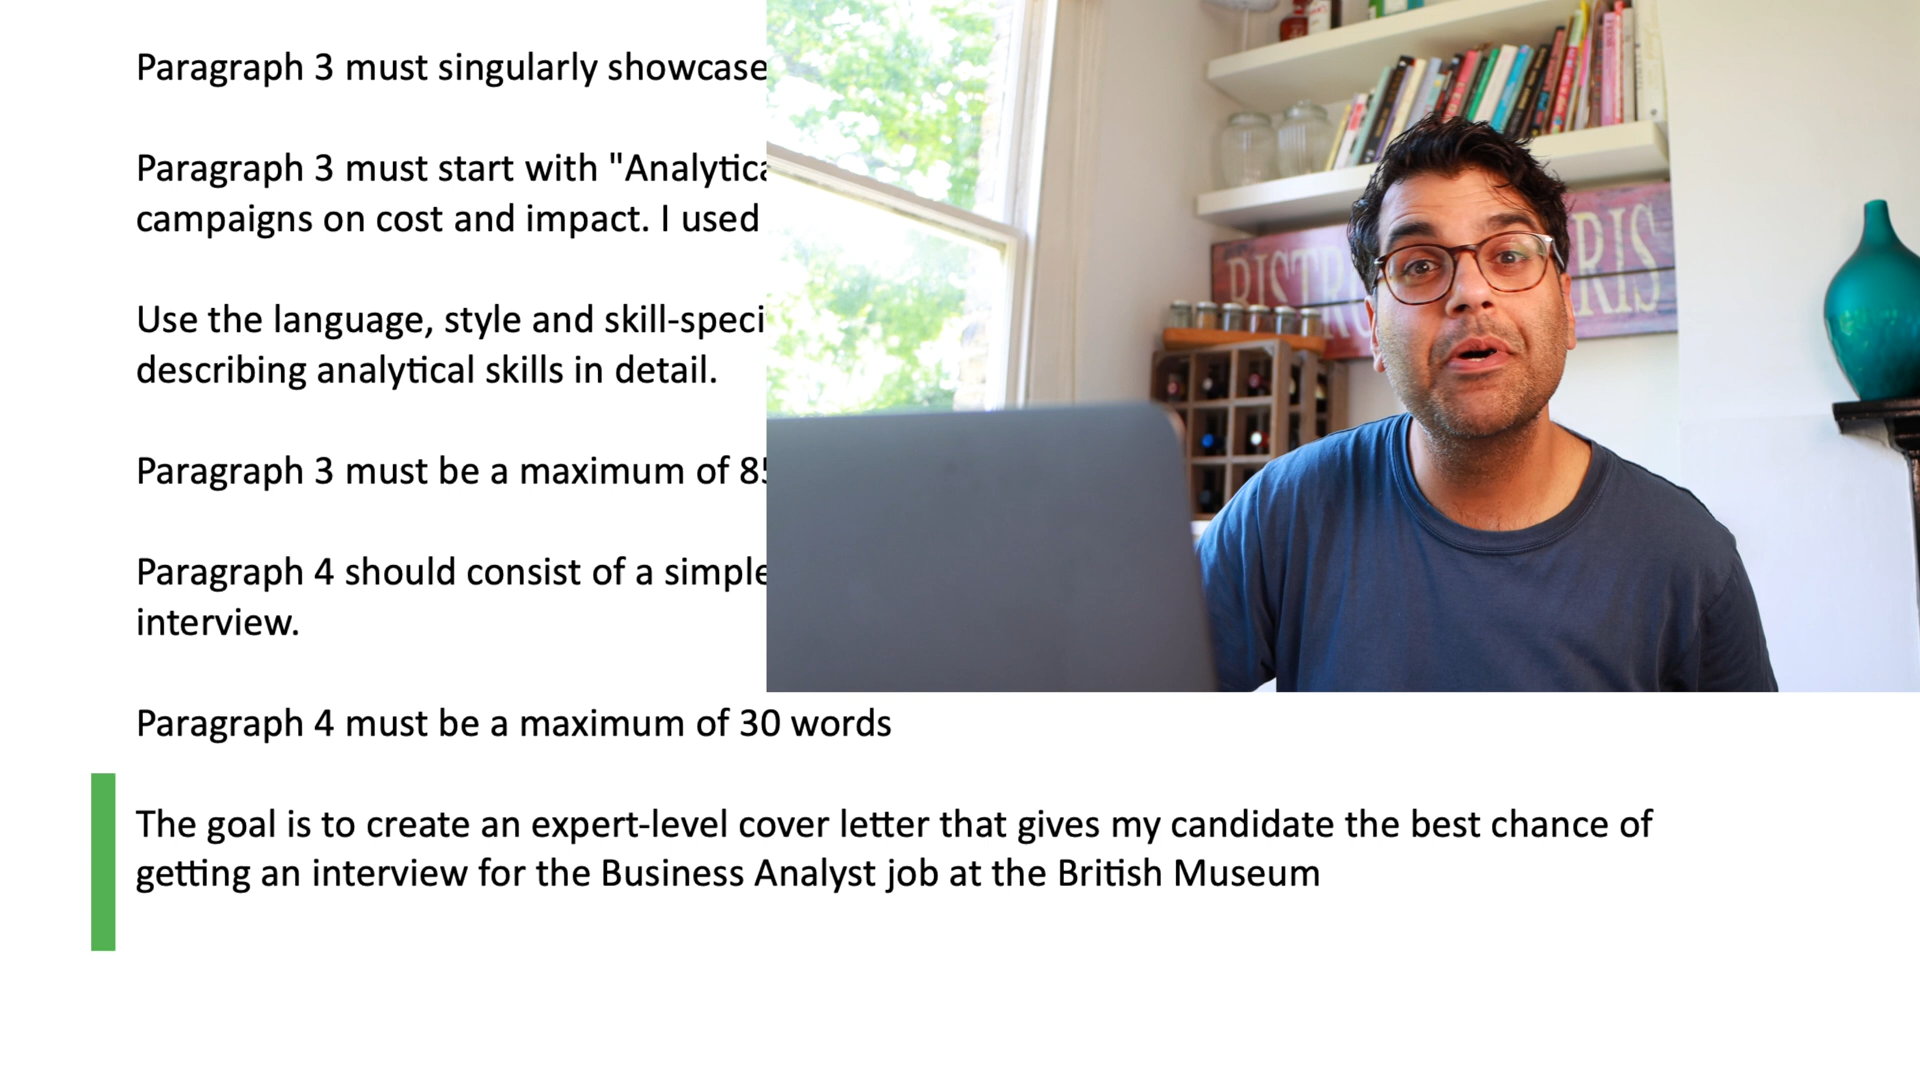 Paragraph 3 must singularly showcase
Paragraph 3 must start with "Analytica
campaigns on cost and impact. I used
Use the language, style and skill-speci
describing analytical skills in detail.
Paragraph 3 must be a maximum of 85
Paragraph 4 should consist of a simple
interview.
Paragraph 4 must be a maximum of 30 words
The goal is to create an expert-level cover letter that gives my candidate the best chance of
getting an interview for the Business Analyst job at the British Museum
BISTR
RIS